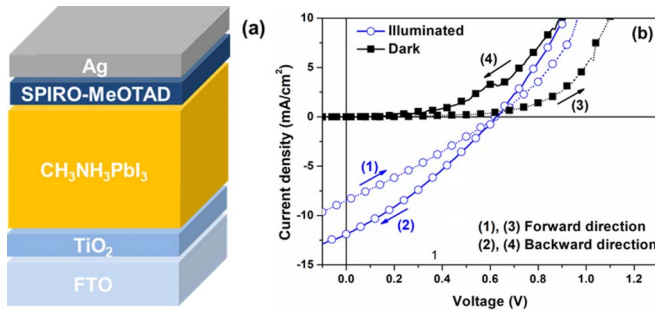 (a)
Ag
SPIRO-MeOTAD
CH3NH3PbI3
TiO2
FTO
(b)
Illuminated
Dark
(4)
(3)
(1)
(2)
(1), (3) Forward direction
(2), (4) Backward direction
1
Current density (mA/cm²)
10
5
0
-5
-10
-15
0.0 0.2 0.4 0.6 0.8 1.0 1.2
Voltage (V)